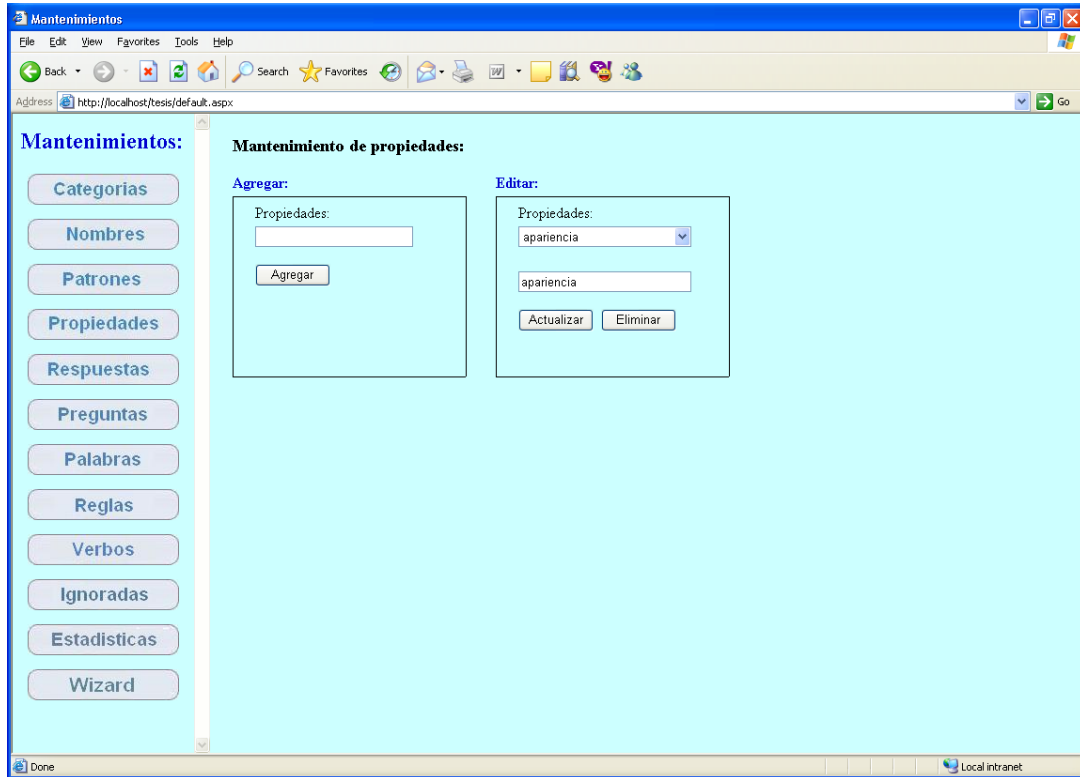 Mantenimientos
File Edit View Favorites Tools Help
Back Search Favorites
Address http://localhost/tesis/default.aspx Go
Mantenimientos:
Categorias
Nombres
Patrones
Propiedades
Respuestas
Preguntas
Palabras
Reglas
Verbos
Ignoradas
Estadisticas
Wizard
Mantenimiento de propiedades:
Agregar:
Propiedades:
Agregar
Editar:
Propiedades:
apariencia
apariencia
Actualizar Eliminar
Done Local intranet